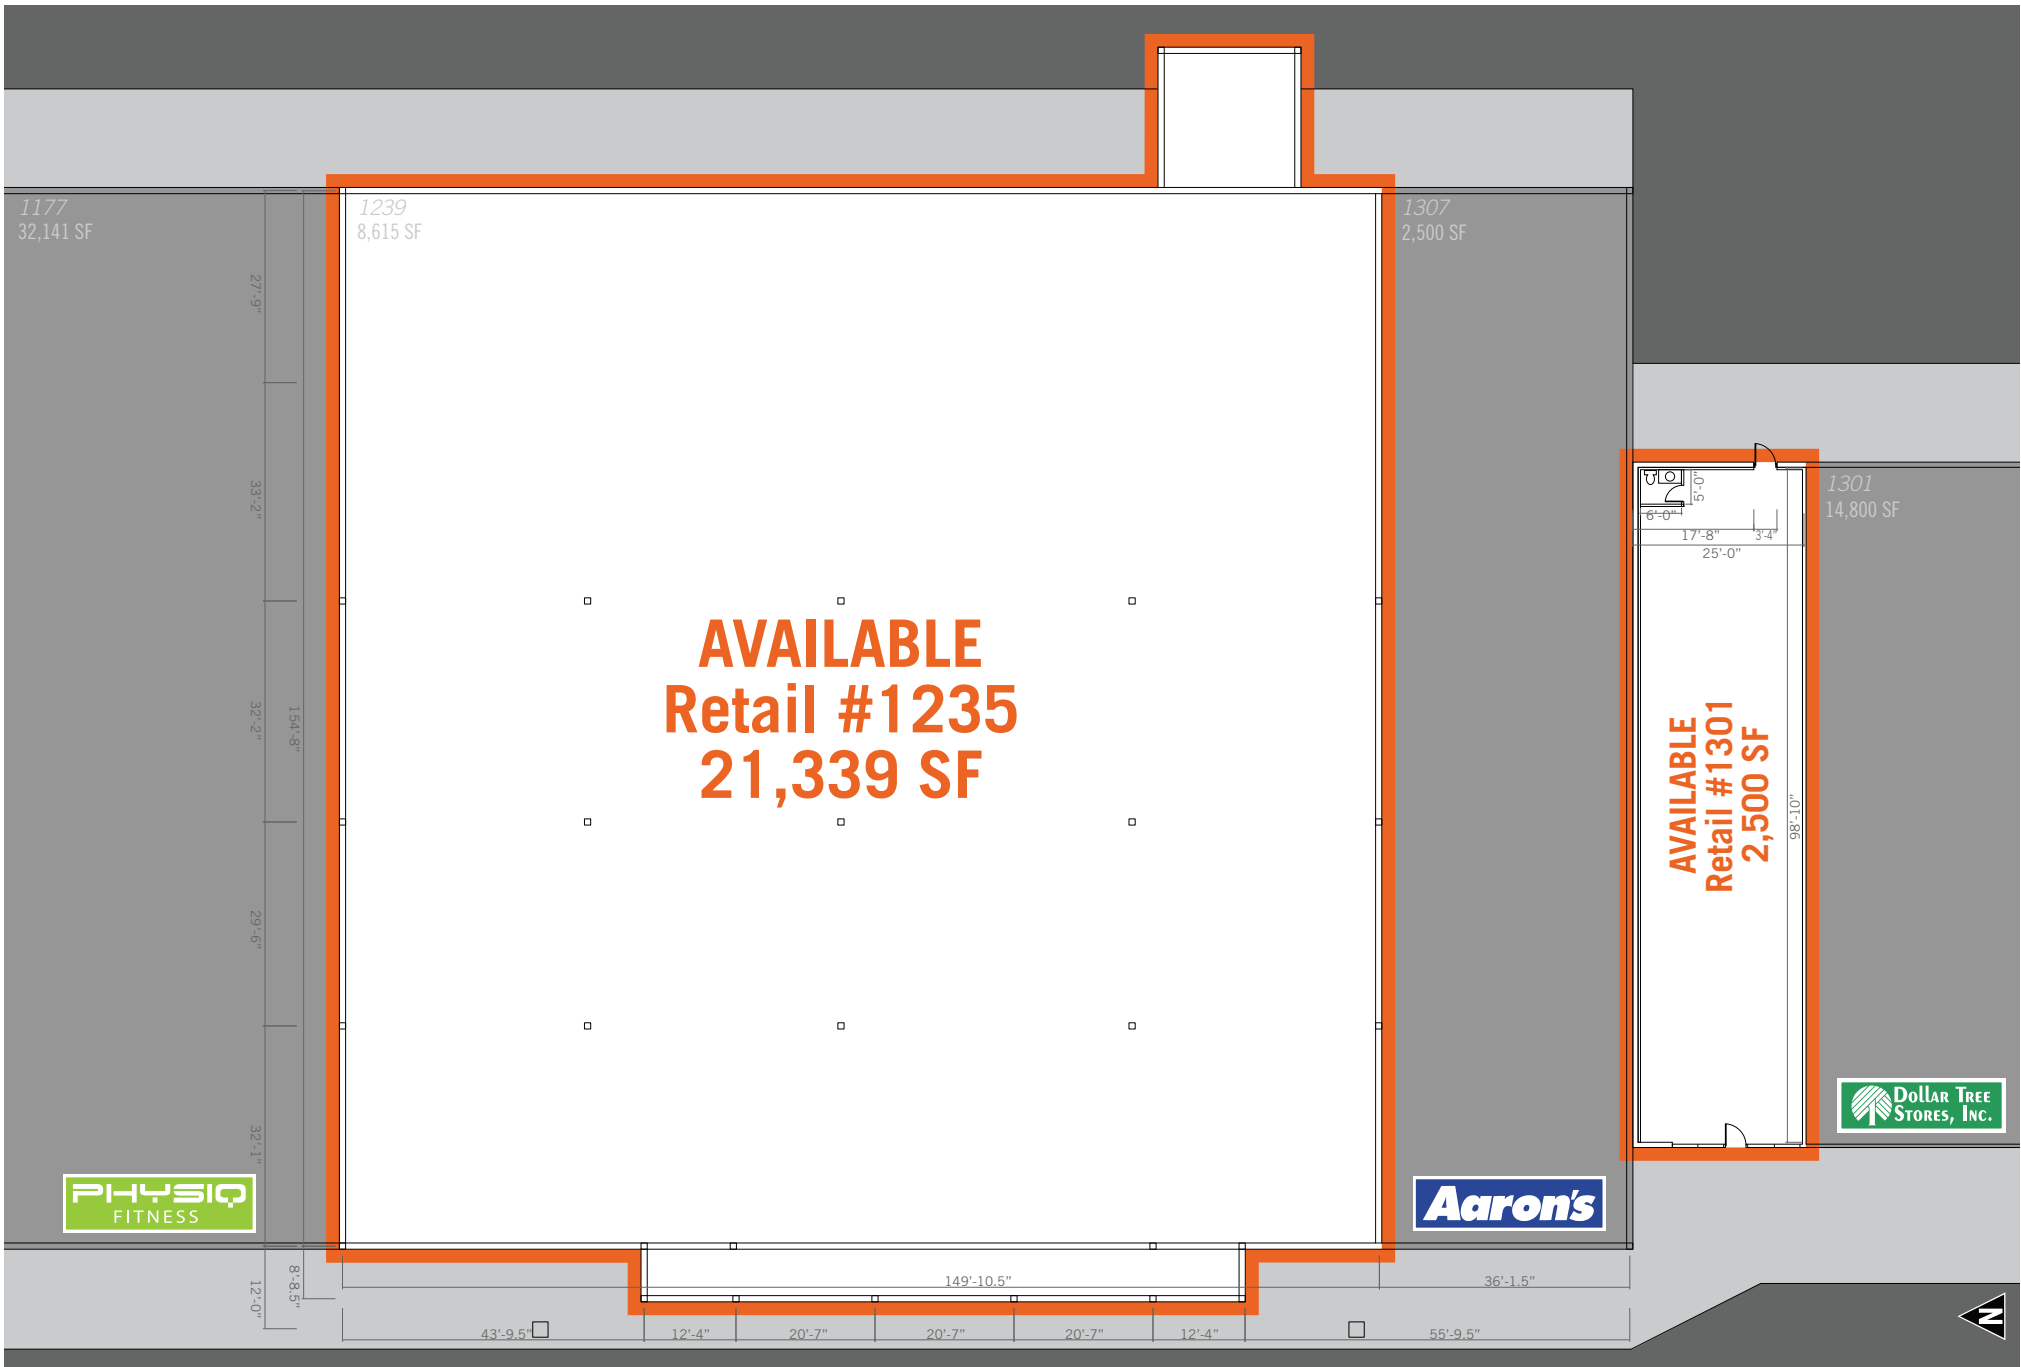 1177
32,141 SF
1239
8,615 SF
1307
2,500 SF
27'-9"
33'-2"
32'-2"
154'-8"
29'-6"
32'-1"
8'-8.5"
12'-0"
AVAILABLE
Retail #1235
21,339 SF
1301
14,800 SF
5'-0"
6'-0"
17'-8"
3'-4"
25'-0"
AVAILABLE
Retail #1301
2,500 SF
98'-10"
PHYSIQ
FITNESS
Aaron's
Dollar Tree
Stores, Inc.
149'-10.5"
36'-1.5"
43'-9.5"
12'-4"
20'-7"
20'-7"
20'-7"
12'-4"
55'-9.5"
N